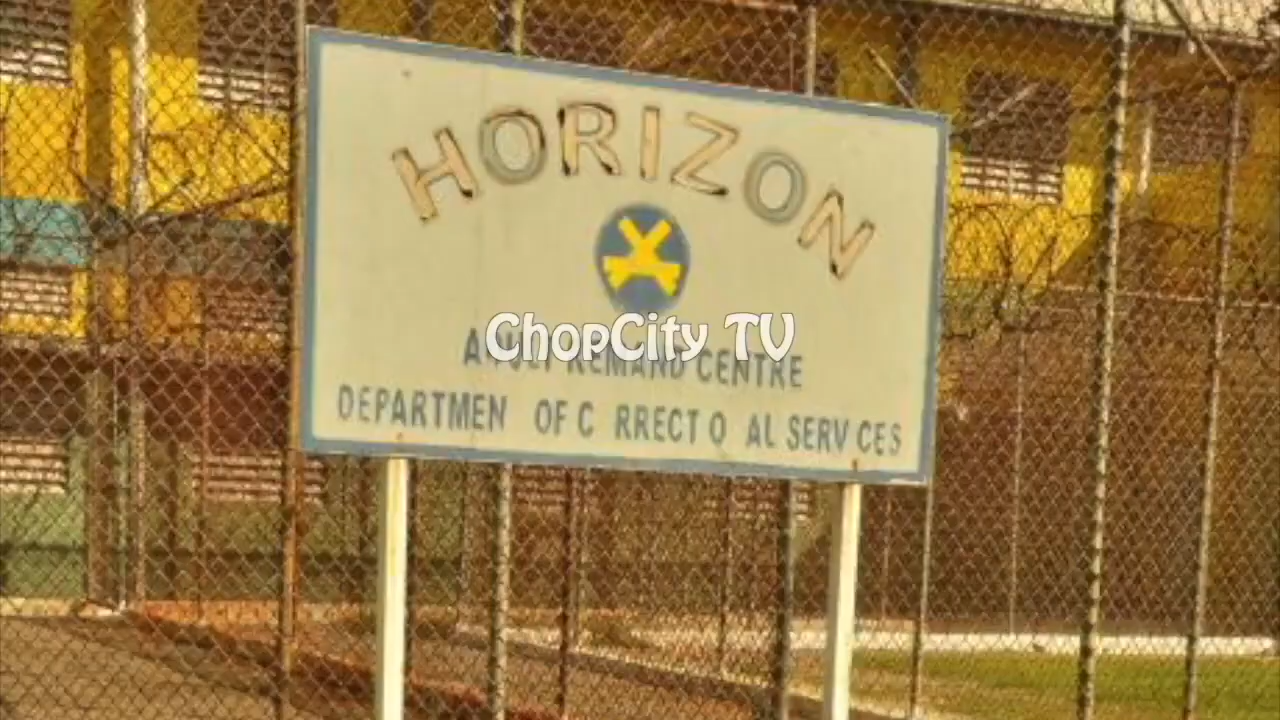 HORIZON
ChopCity TV
REMAND CENTRE
DEPARTMEN OF C RRECT O AL SERV CES